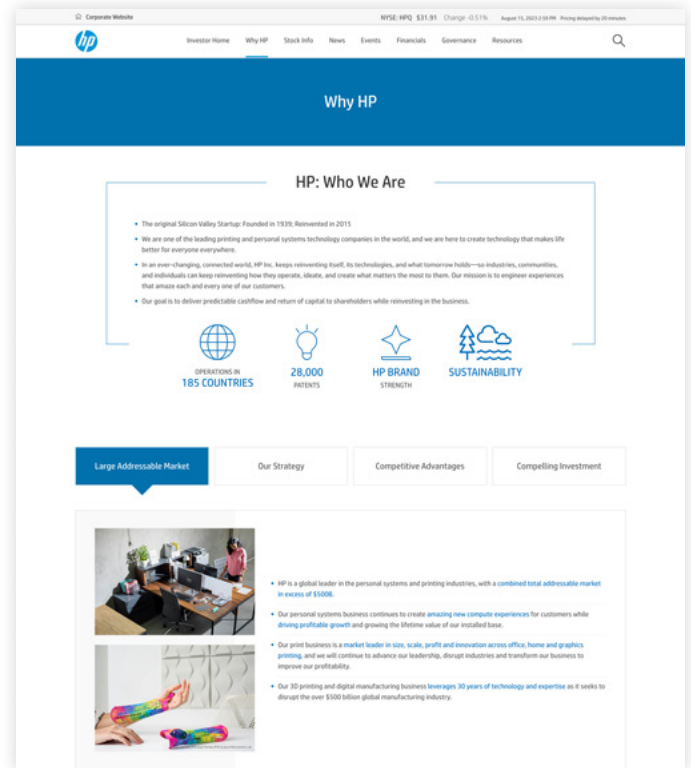 Corporate Website
NYSE: HPQ $31.91 Change -0.51% August 15, 2023 2:59 PM Pricing delayed by 20 minutes
hp
Investor Home Why HP Stock Info News Events Financials Governance Resources
Why HP
HP: Who We Are
• The original Silicon Valley Startup: Founded in 1939; Reinvented in 2015
• We are one of the leading printing and personal systems technology companies in the world, and we are here to create technology that makes life
better for everyone everywhere.
• In an ever-changing, connected world, HP Inc. keeps reinventing itself, its technologies, and what tomorrow holds—so industries, communities,
and individuals can keep reinventing how they operate, ideate, and create what matters the most to them. Our mission is to engineer experiences
that amaze each and every one of our customers.
• Our goal is to deliver predictable cashflow and return of capital to shareholders while reinvesting in the business.
OPERATIONS IN
185 COUNTRIES
28,000
PATENTS
HP BRAND
STRENGTH
SUSTAINABILITY
Large Addressable Market
Our Strategy
Competitive Advantages
Compelling Investment
• HP is a global leader in the personal systems and printing industries, with a combined total addressable market
in excess of $500B.
• Our personal systems business continues to create amazing new compute experiences for customers while
driving profitable growth and growing the lifetime value of our installed base.
• Our print business is a market leader in size, scale, profit and innovation across office, home and graphics
printing, and we will continue to advance our leadership, disrupt industries and transform our business to
improve our profitability.
• Our 3D printing and digital manufacturing business leverages 30 years of technology and expertise as it seeks to
disrupt the over $500 billion global manufacturing industry.